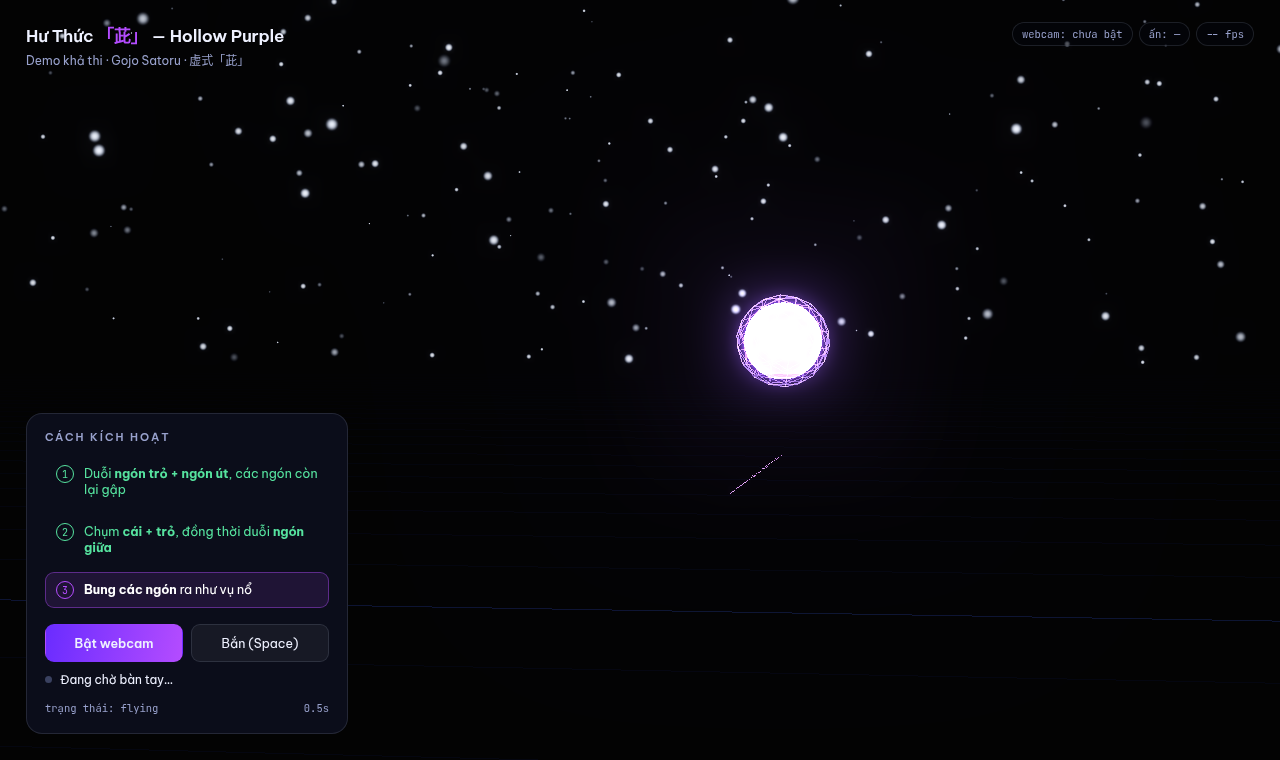 Hư Thức 「茈」 — Hollow Purple
Demo khả thi · Gojo Satoru · 虚式「茈」
webcam: chưa bật
ấn: —
-- fps
CÁCH KÍCH HOẠT
1 Duỗi ngón trỏ + ngón út, các ngón còn
lại gập
2 Chụm cái + trỏ, đồng thời duỗi ngón
giữa
3 Bung các ngón ra như vụ nổ
Bật webcam
Bắn (Space)
Đang chờ bàn tay…
trạng thái: flying
0.5s